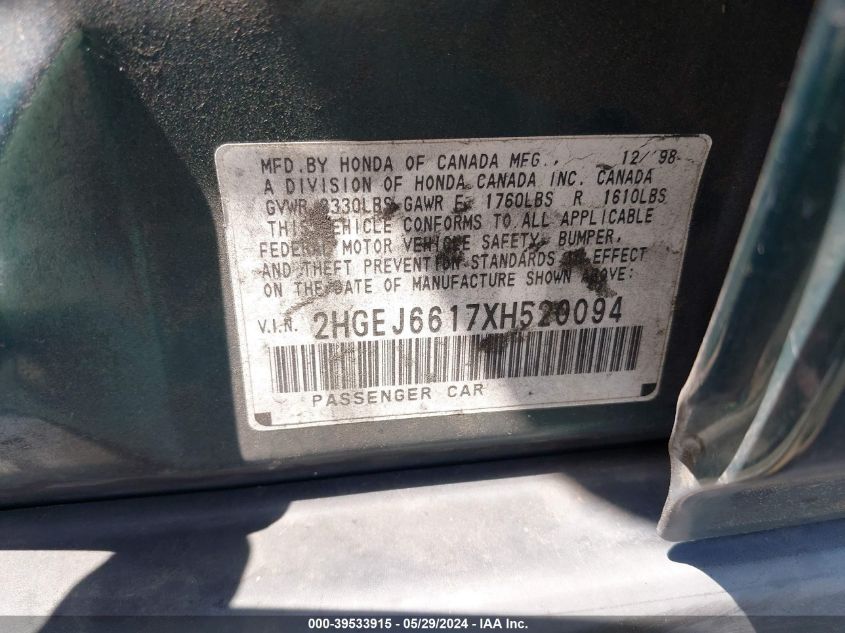 MFD.BY HONDA OF CANADA MFG., 12/'98
A DIVISION OF HONDA CANADA INC. CANADA
GVWR 3330LBS GAWR F 1760LBS R 1610LBS
THIS VEHICLE CONFORMS TO ALL APPLICABLE
FEDERAL MOTOR VEHICLE SAFETY, BUMPER,
AND THEFT PREVENTION STANDARDS IN EFFECT
ON THE DATE OF MANUFACTURE SHOWN ABOVE:
V.I.N. 2HGEJ6617XH520094
PASSENGER CAR
000-39533915 - 05/29/2024 - IAA Inc.